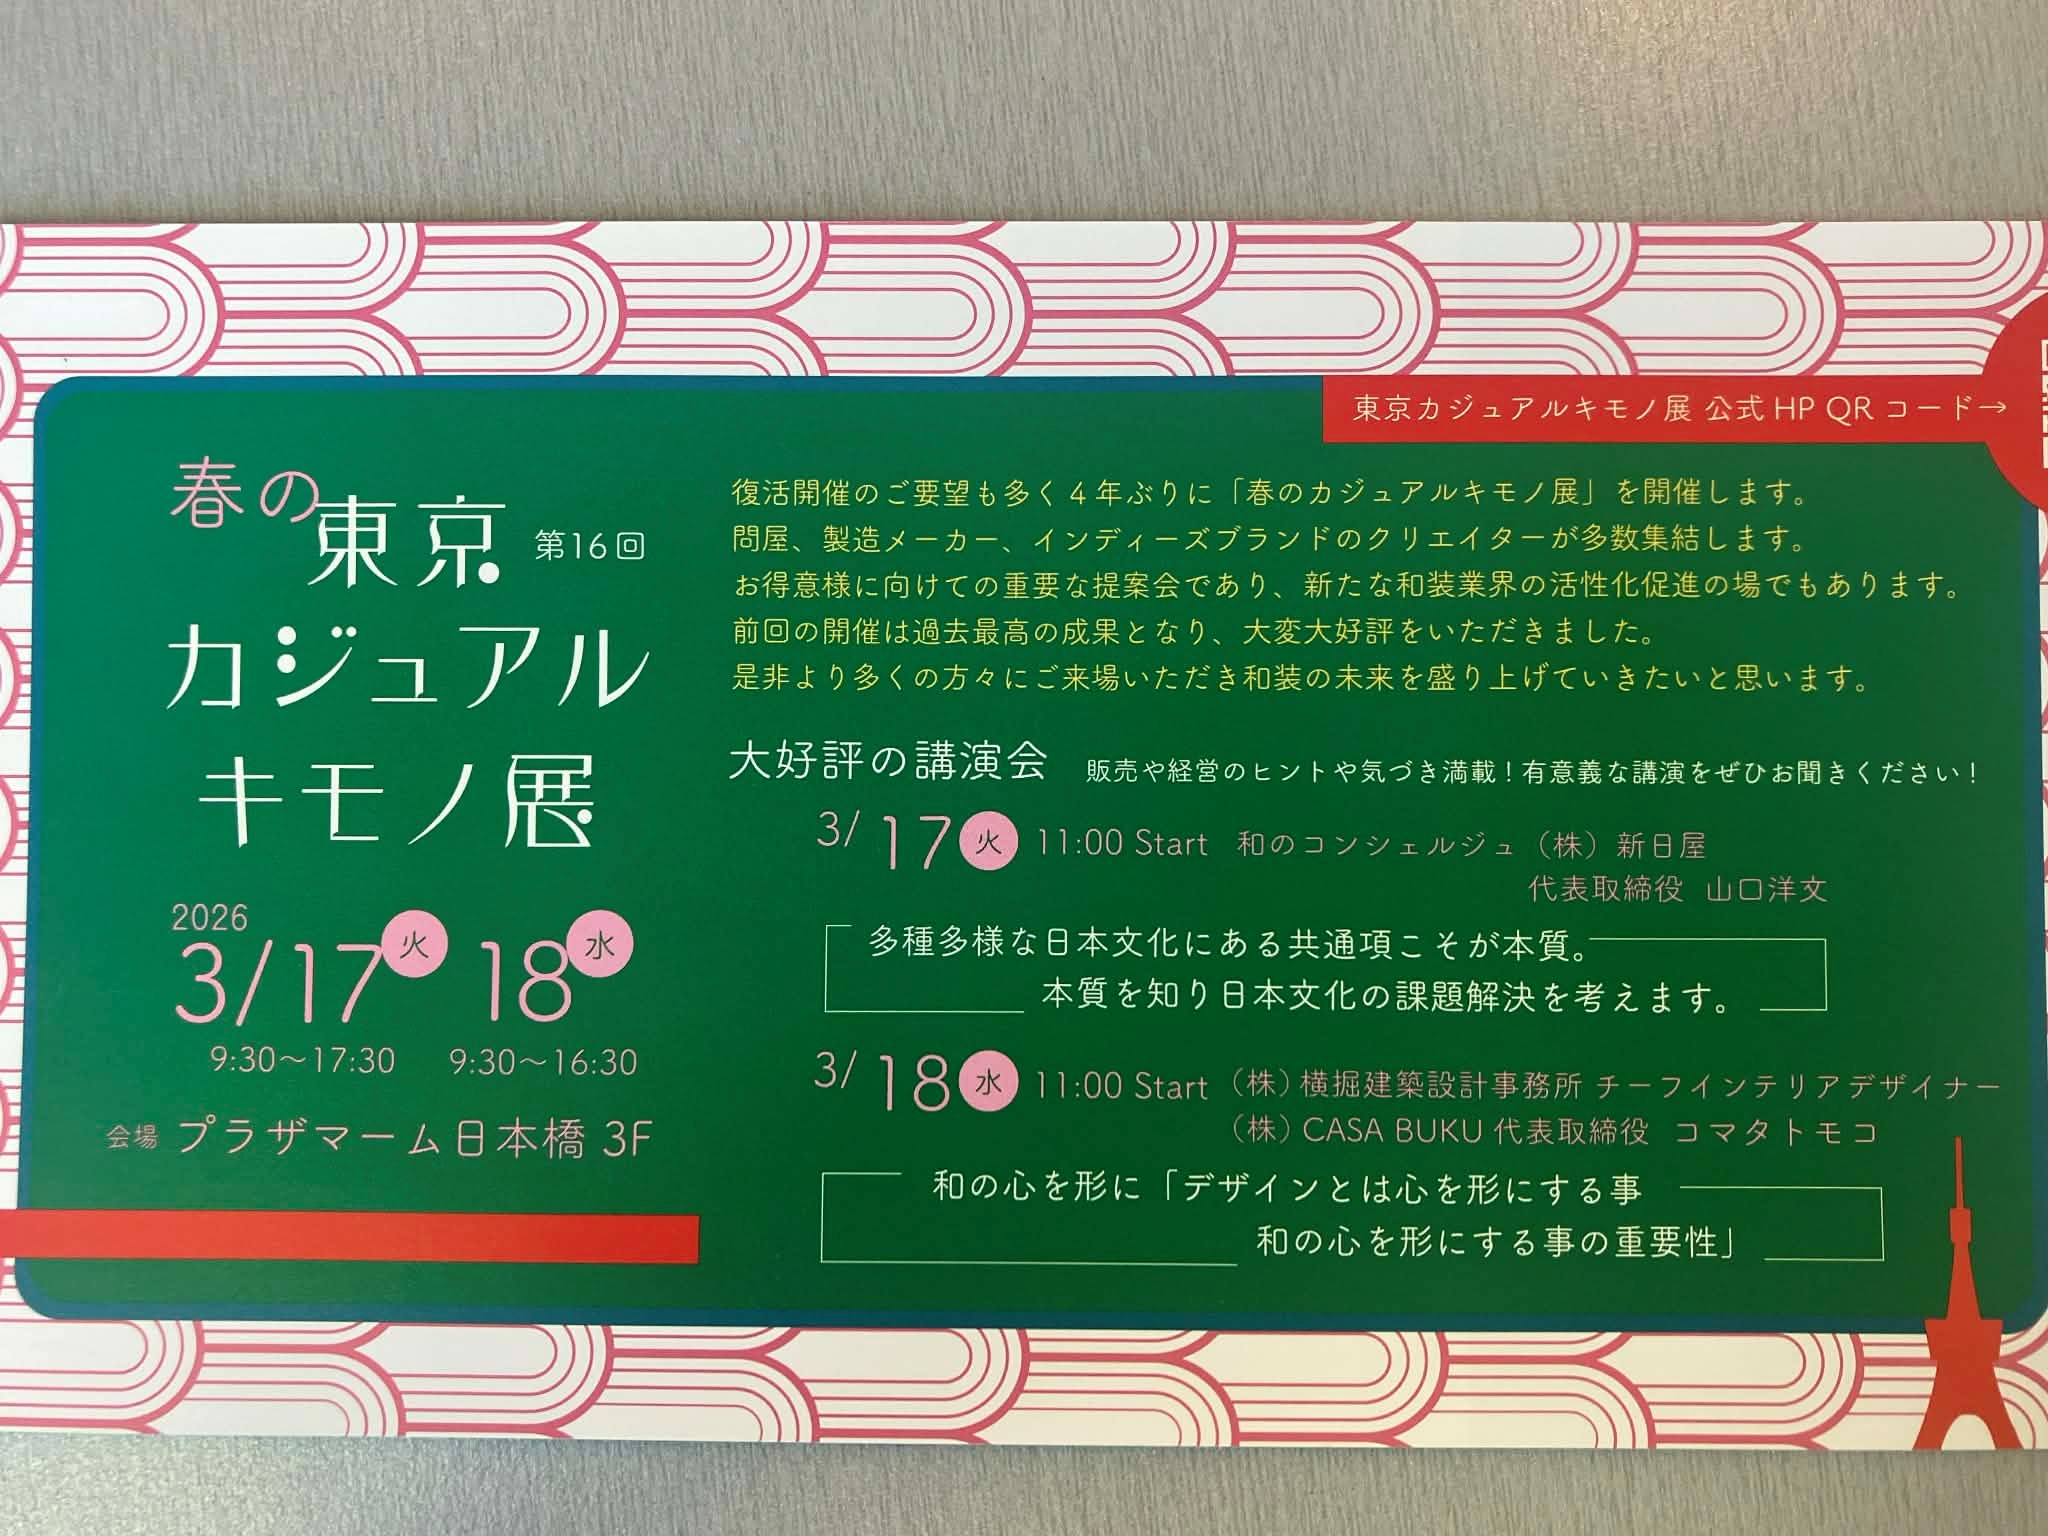 東京カジュアルキモノ展 公式 HP QR コード→
春の
東京 第16回
カジュアル
キモノ展
2026
3/17 火 18 水
9:30～17:30 9:30～16:30
会場 プラザマーム日本橋 3F
復活開催のご要望も多く４年ぶりに「春のカジュアルキモノ展」を開催します。
問屋、製造メーカー、インディーズブランドのクリエイターが多数集結します。
お得意様に向けての重要な提案会であり、新たな和装業界の活性化促進の場でもあります。
前回の開催は過去最高の成果となり、大変大好評をいただきました。
是非より多くの方々にご来場いただき和装の未来を盛り上げていきたいと思います。
大好評の講演会 販売や経営のヒントや気づき満載！有意義な講演をぜひお聞きください！
3/17 火 11:00 Start 和のコンシェルジュ（株）新日屋
代表取締役 山口洋文
多種多様な日本文化にある共通項こそが本質。
本質を知り日本文化の課題解決を考えます。
3/18 水 11:00 Start（株）横掘建築設計事務所 チーフインテリアデザイナー
（株）CASA BUKU 代表取締役 コマタトモコ
和の心を形に「デザインとは心を形にする事
和の心を形にする事の重要性」